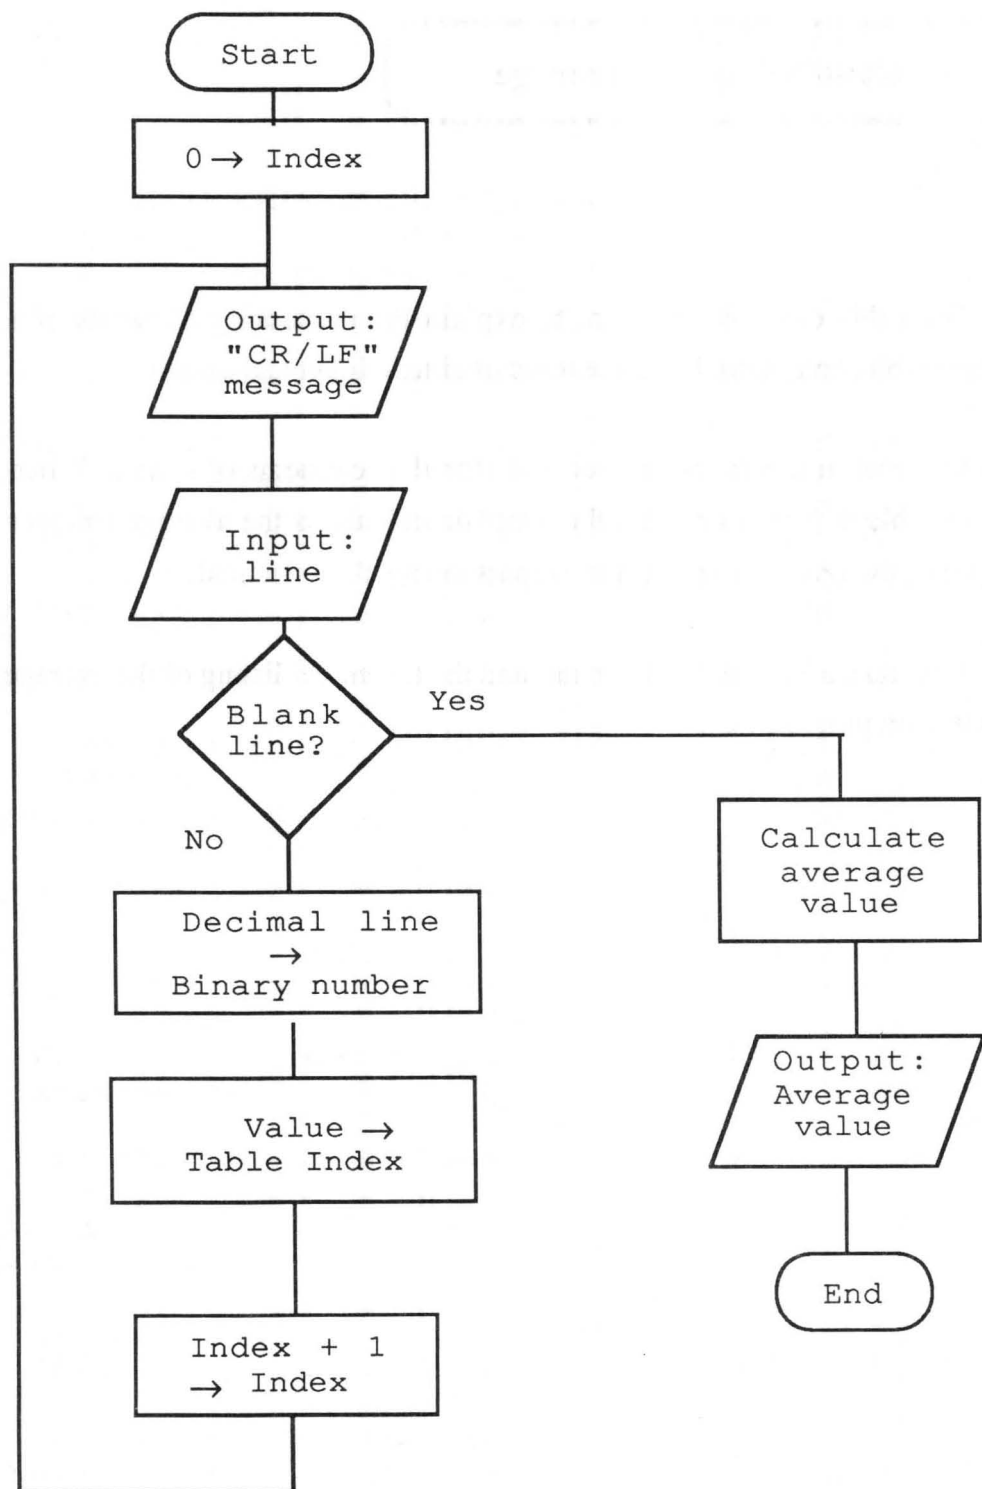 Start
0 → Index
Output:
"CR/LF"
message
Input:
line
Blank
line?
Yes
No
Decimal line
→
Binary number
Value →
Table Index
Index + 1
→ Index
Calculate
average
value
Output:
Average
value
End